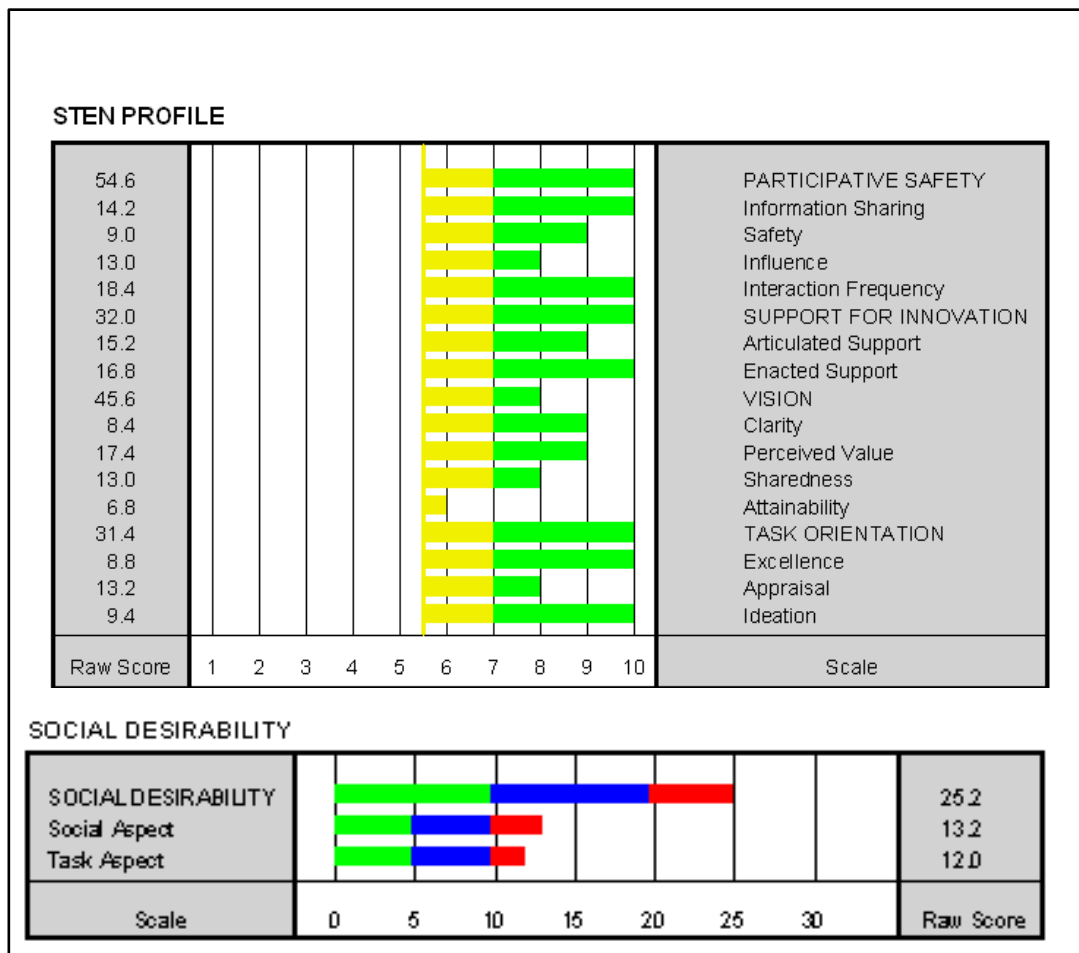 STEN PROFILE
54.6 PARTICIPATIVE SAFETY
14.2 Information Sharing
9.0 Safety
13.0 Influence
18.4 Interaction Frequency
32.0 SUPPORT FOR INNOVATION
15.2 Articulated Support
16.8 Enacted Support
45.6 VISION
8.4 Clarity
17.4 Perceived Value
13.0 Sharedness
6.8 Attainability
31.4 TASK ORIENTATION
8.8 Excellence
13.2 Appraisal
9.4 Ideation
Raw Score 1 2 3 4 5 6 7 8 9 10 Scale
SOCIAL DESIRABILITY
SOCIAL DESIRABILITY 25.2
Social Aspect 13.2
Task Aspect 12.0
Scale 0 5 10 15 20 25 30 Raw Score